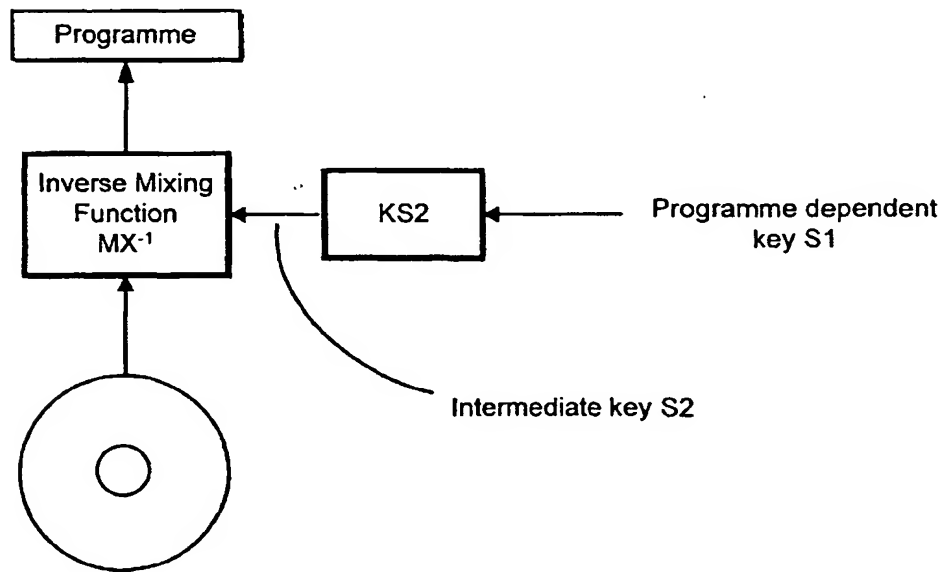 Programme
Inverse Mixing
Function
MX⁻¹
KS2
Programme dependent
key S1
Intermediate key S2